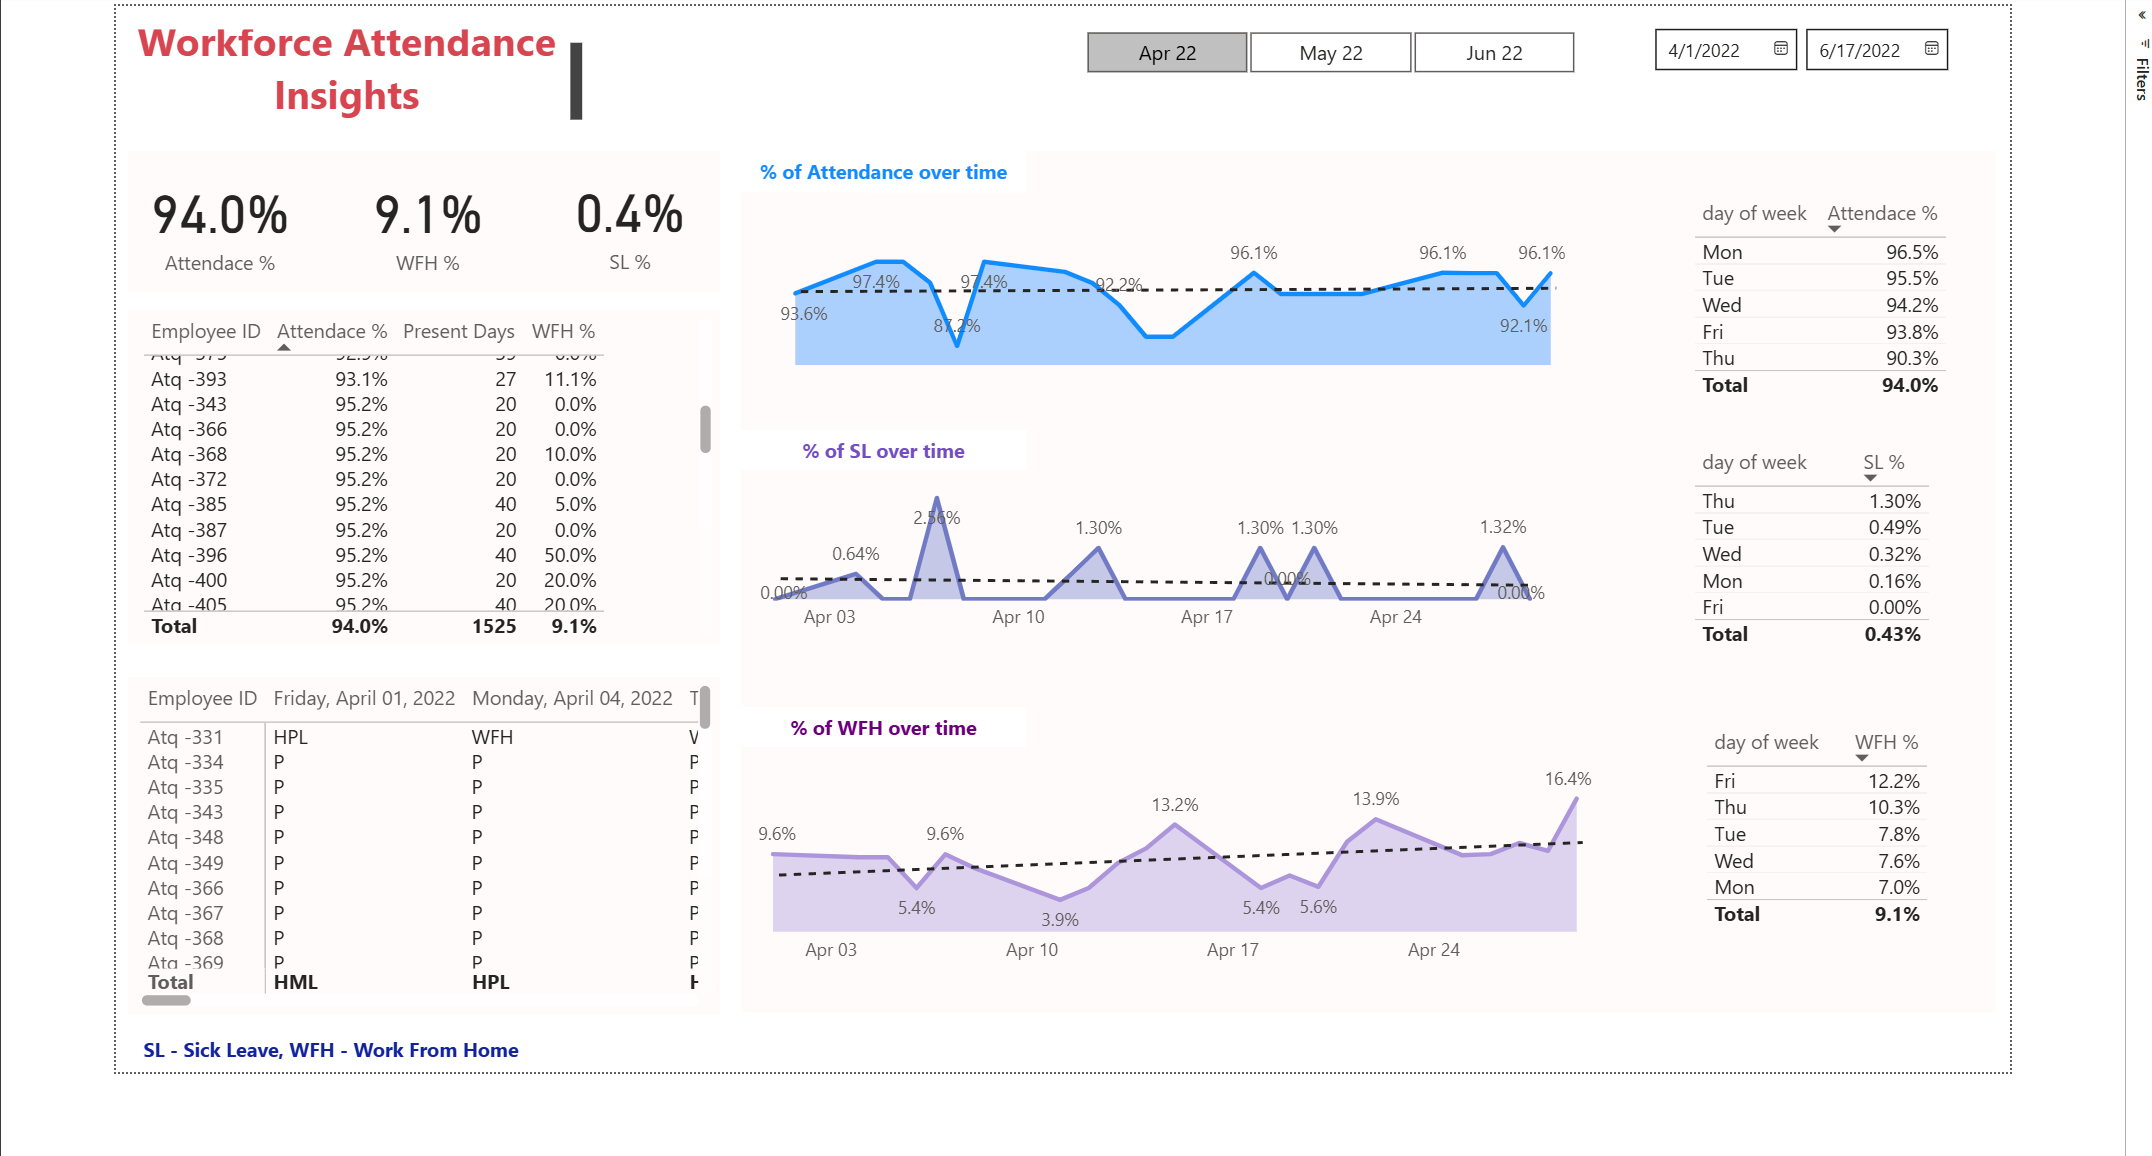 Workforce Attendance
Insights
Apr 22 May 22 Jun 22
4/1/2022 6/17/2022
Filters
94.0% 9.1% 0.4%
Attendace % WFH % SL %
Employee ID Attendace % Present Days WFH %
Atq -393 93.1% 27 11.1%
Atq -343 95.2% 20 0.0%
Atq -366 95.2% 20 0.0%
Atq -368 95.2% 20 10.0%
Atq -372 95.2% 20 0.0%
Atq -385 95.2% 40 5.0%
Atq -387 95.2% 20 0.0%
Atq -396 95.2% 40 50.0%
Atq -400 95.2% 20 20.0%
Atq -405 95.2% 40 20.0%
Total 94.0% 1525 9.1%
Employee ID Friday, April 01, 2022 Monday, April 04, 2022
Atq -331 HPL WFH
Atq -334 P P P
Atq -335 P P P
Atq -343 P P P
Atq -348 P P P
Atq -349 P P P
Atq -366 P P P
Atq -367 P P P
Atq -368 P P P
Atq -369 P P P
Total HML HPL
SL - Sick Leave, WFH - Work From Home
% of Attendance over time
93.6% 97.4% 87.2% 97.4% 92.2% 96.1% 96.1% 92.1% 96.1%
day of week Attendace %
Mon 96.5%
Tue 95.5%
Wed 94.2%
Fri 93.8%
Thu 90.3%
Total 94.0%
% of SL over time
0.00% 0.64% 2.56% 1.30% 1.30% 0.00% 1.30% 1.32% 0.00%
Apr 03 Apr 10 Apr 17 Apr 24
day of week SL %
Thu 1.30%
Tue 0.49%
Wed 0.32%
Mon 0.16%
Fri 0.00%
Total 0.43%
% of WFH over time
9.6% 5.4% 9.6% 3.9% 13.2% 5.4% 5.6% 13.9% 16.4%
Apr 03 Apr 10 Apr 17 Apr 24
day of week WFH %
Fri 12.2%
Thu 10.3%
Tue 7.8%
Wed 7.6%
Mon 7.0%
Total 9.1%